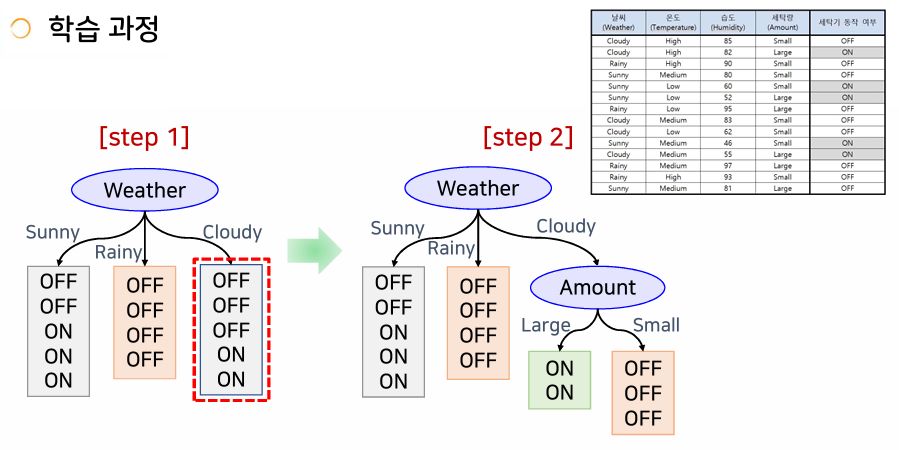 학습 과정
날씨 (Weather) 온도 (Temperature) 습도 (Humidity) 세탁량 (Amount) 세탁기 동작 여부
Cloudy High 85 Small OFF
Cloudy High 82 Large ON
Rainy High 90 Small OFF
Sunny Medium 80 Small OFF
Sunny Low 60 Small ON
Sunny Low 52 Large ON
Rainy Low 95 Large OFF
Cloudy Medium 83 Small OFF
Cloudy Low 62 Small OFF
Sunny Medium 46 Small ON
Cloudy Medium 55 Large ON
Rainy Medium 97 Large OFF
Rainy High 93 Small OFF
Sunny Medium 81 Large OFF
[step 1]
Weather
Sunny
Rainy
Cloudy
OFF
OFF
ON
ON
ON
OFF
OFF
OFF
OFF
OFF
OFF
OFF
ON
ON
[step 2]
Weather
Sunny
Rainy
Cloudy
OFF
OFF
ON
ON
ON
OFF
OFF
OFF
OFF
Amount
Large
Small
ON
ON
OFF
OFF
OFF